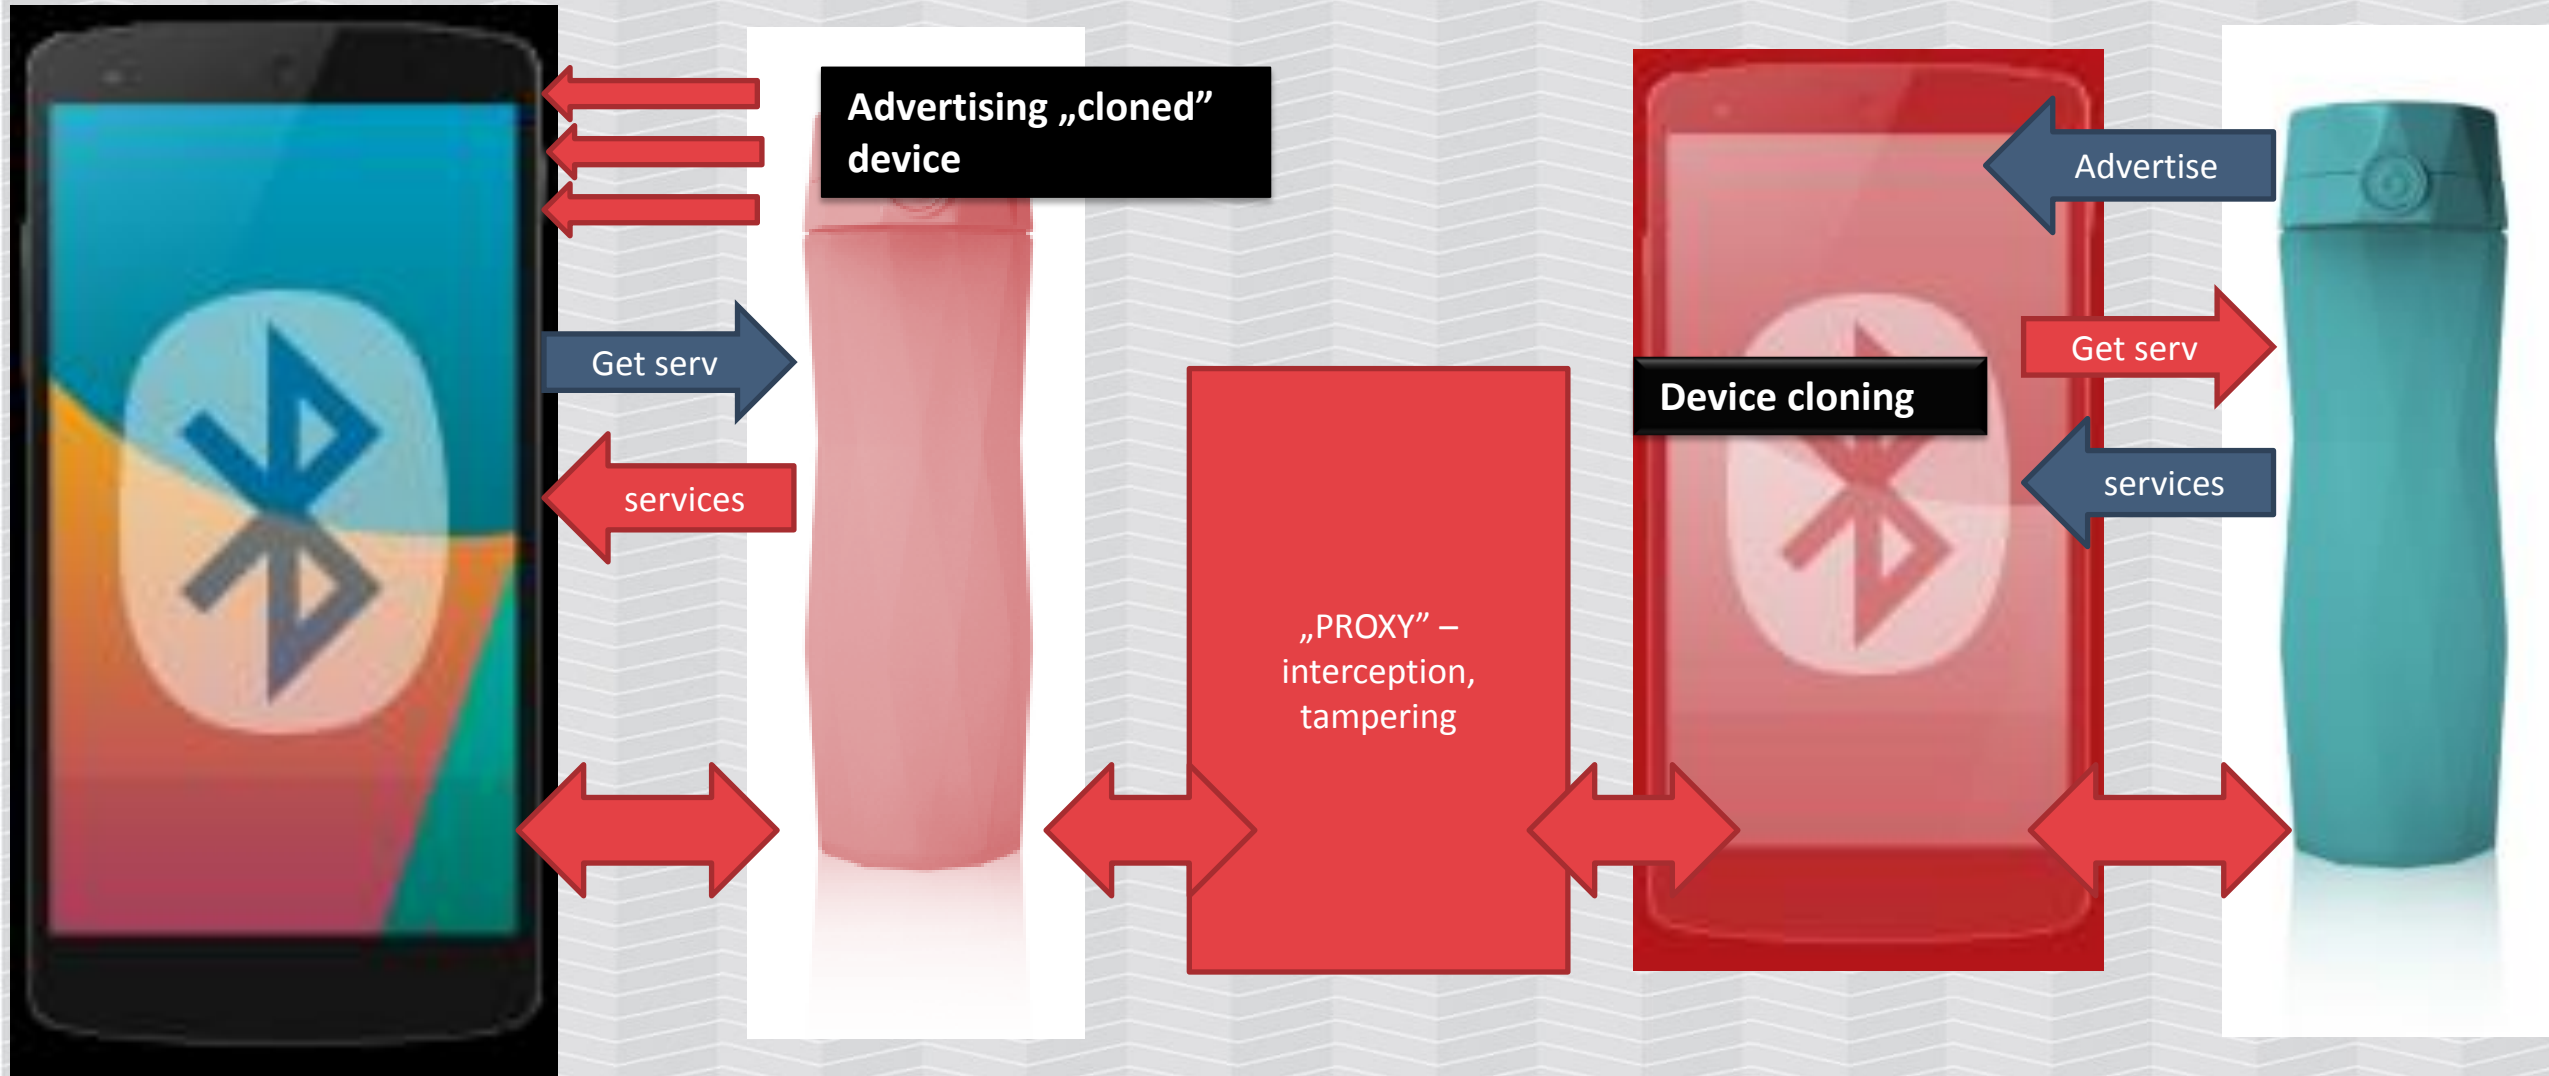 Advertising „cloned”
device
Advertise
Get serv
Get serv
Device cloning
services
services
„PROXY” –
interception,
tampering